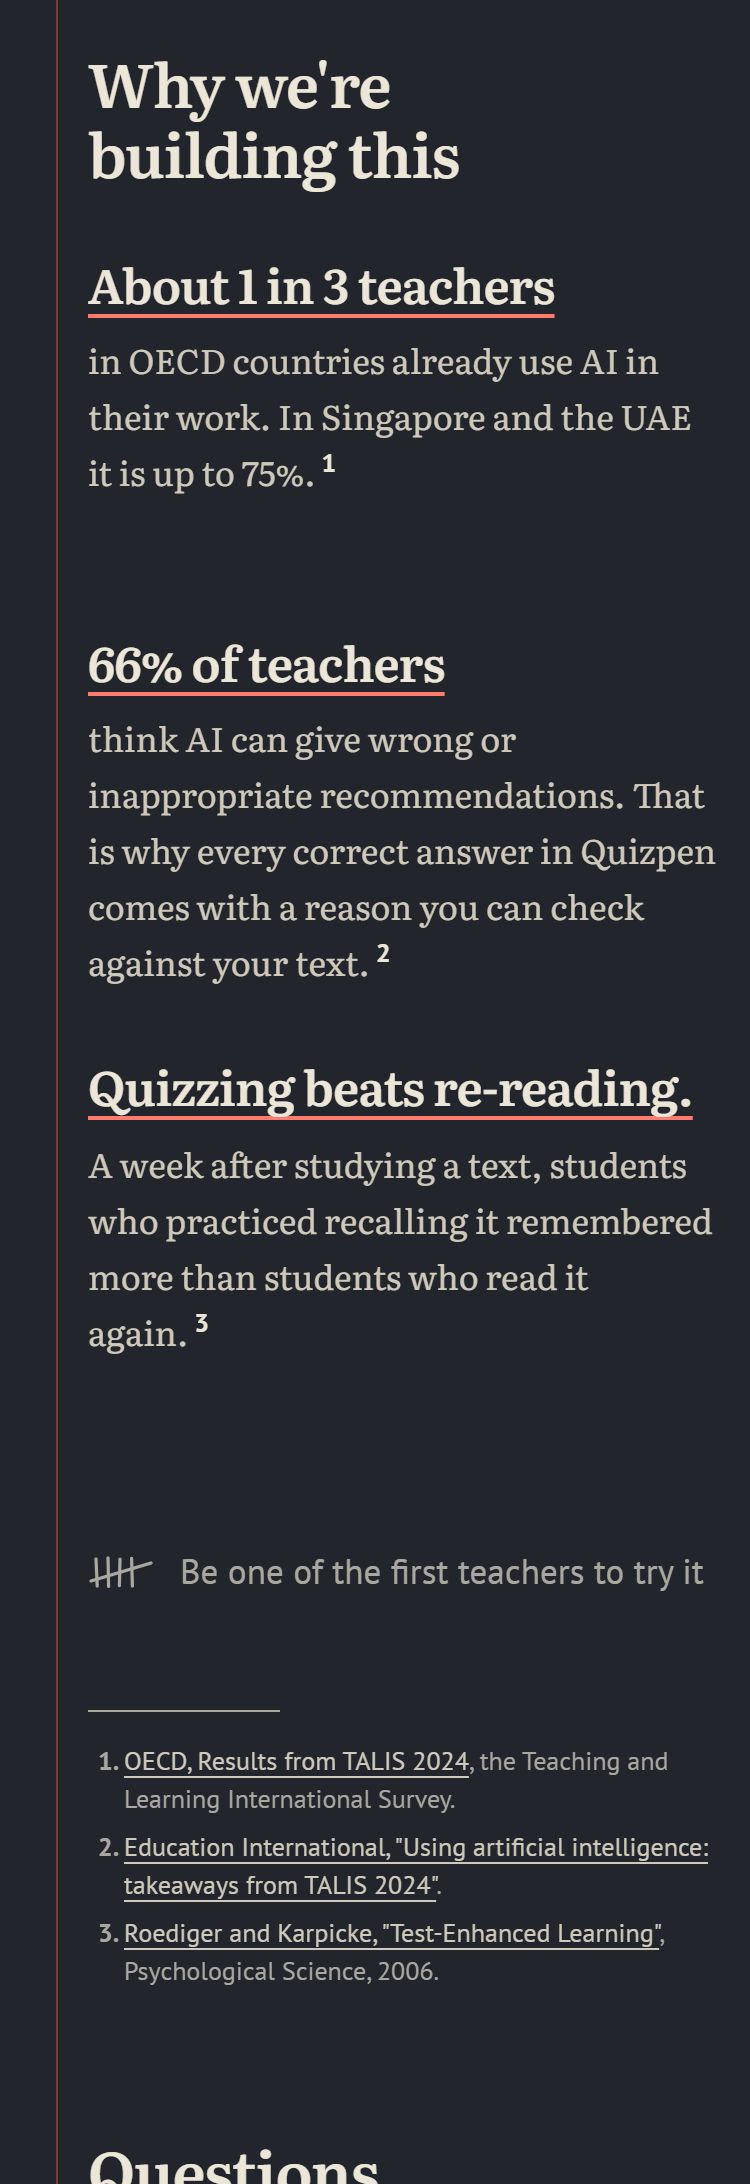 Why we're
building this
About 1 in 3 teachers
in OECD countries already use AI in
their work. In Singapore and the UAE
it is up to 75%. 1
66% of teachers
think AI can give wrong or
inappropriate recommendations. That
is why every correct answer in Quizpen
comes with a reason you can check
against your text. 2
Quizzing beats re-reading.
A week after studying a text, students
who practiced recalling it remembered
more than students who read it
again. 3
Be one of the first teachers to try it
1. OECD, Results from TALIS 2024, the Teaching and
Learning International Survey.
2. Education International, "Using artificial intelligence:
takeaways from TALIS 2024".
3. Roediger and Karpicke, "Test-Enhanced Learning",
Psychological Science, 2006.
Questions